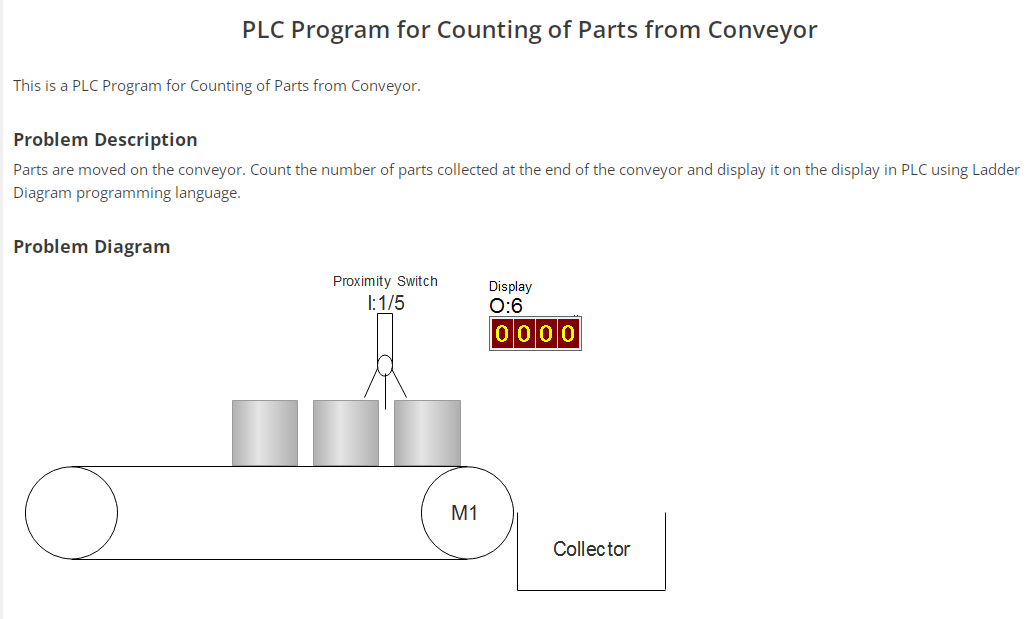 PLC Program for Counting of Parts from Conveyor
This is a PLC Program for Counting of Parts from Conveyor.
Problem Description
Parts are moved on the conveyor. Count the number of parts collected at the end of the conveyor and display it on the display in PLC using Ladder
Diagram programming language.
Problem Diagram
Proximity Switch
I:1/5
Display
O:6
0000
M1
Collector